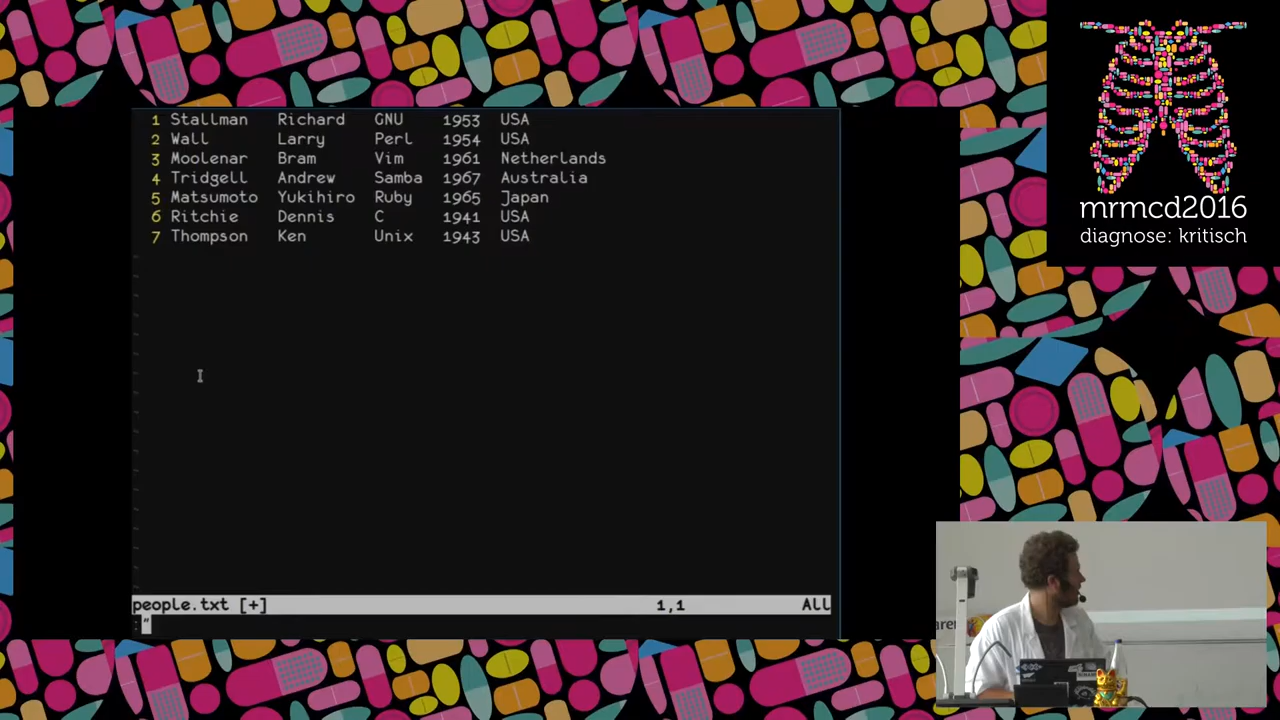 1 Stallman Richard GNU 1953 USA
2 Wall Larry Perl 1954 USA
3 Moolenar Bram Vim 1961 Netherlands
4 Tridgell Andrew Samba 1967 Australia
5 Matsumoto Yukihiro Ruby 1965 Japan
6 Ritchie Dennis C 1941 USA
7 Thompson Ken Unix 1943 USA
people.txt [+] 1,1 All
:"
mrmcd2016
diagnose: kritisch